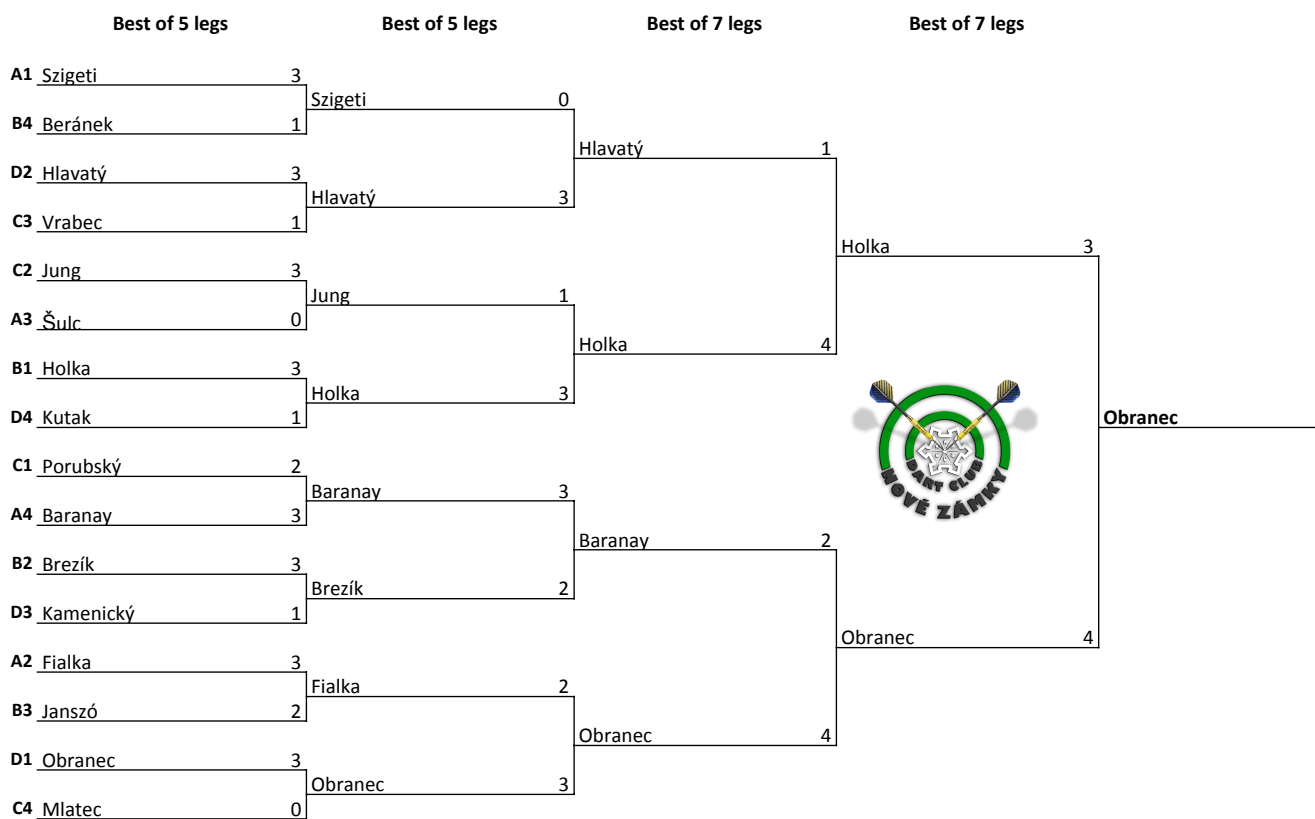 Best of 5 legs Best of 5 legs Best of 7 legs Best of 7 legs
A1 Szigeti 3
Szigeti 0
B4 Beránek 1
Hlavatý 1
D2 Hlavatý 3
Hlavatý 3
C3 Vrabec 1
Holka 3
C2 Jung 3
Jung 1
A3 Šulc 0
Holka 4
B1 Holka 3
Holka 3
D4 Kutak 1
Obranec
C1 Porubský 2
Baranay 3
A4 Baranay 3
Baranay 2
B2 Brezík 3
Brezík 2
D3 Kamenický 1
Obranec 4
A2 Fialka 3
Fialka 2
B3 Janszó 2
Obranec 4
D1 Obranec 3
Obranec 3
C4 Mlatec 0
DART CLUB
NOVÉ ZÁMKY